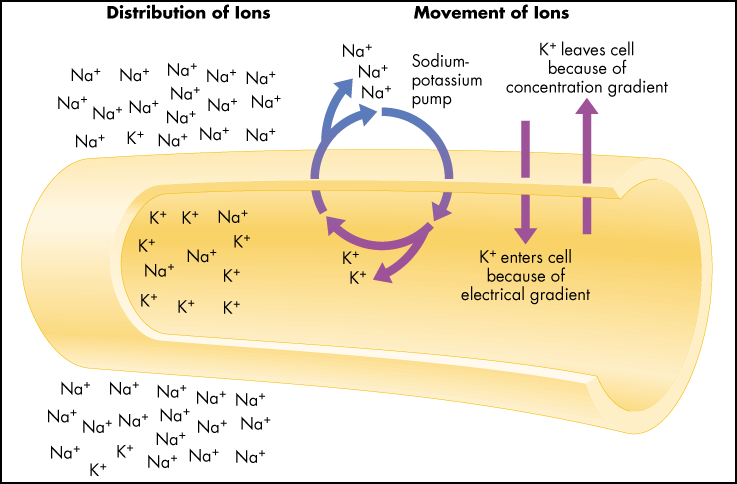 Distribution of Ions
Na⁺ Na⁺ Na⁺ Na⁺ Na⁺
Na⁺ Na⁺ Na⁺ Na⁺ Na⁺ Na⁺ Na⁺
Na⁺ K⁺ Na⁺ Na⁺ Na⁺
K⁺ K⁺ Na⁺
K⁺ Na⁺ K⁺
Na⁺ K⁺
K⁺ K⁺ K⁺
Na⁺ Na⁺ Na⁺ Na⁺ Na⁺
Na⁺ Na⁺ Na⁺ Na⁺ Na⁺ Na⁺
Na⁺ K⁺ K⁺ Na⁺ Na⁺ Na⁺ Na⁺
Movement of Ions
Na⁺
Na⁺
Na⁺
Sodium-
potassium
pump
K⁺
K⁺
K⁺ leaves cell
because of
concentration gradient
K⁺ enters cell
because of
electrical gradient